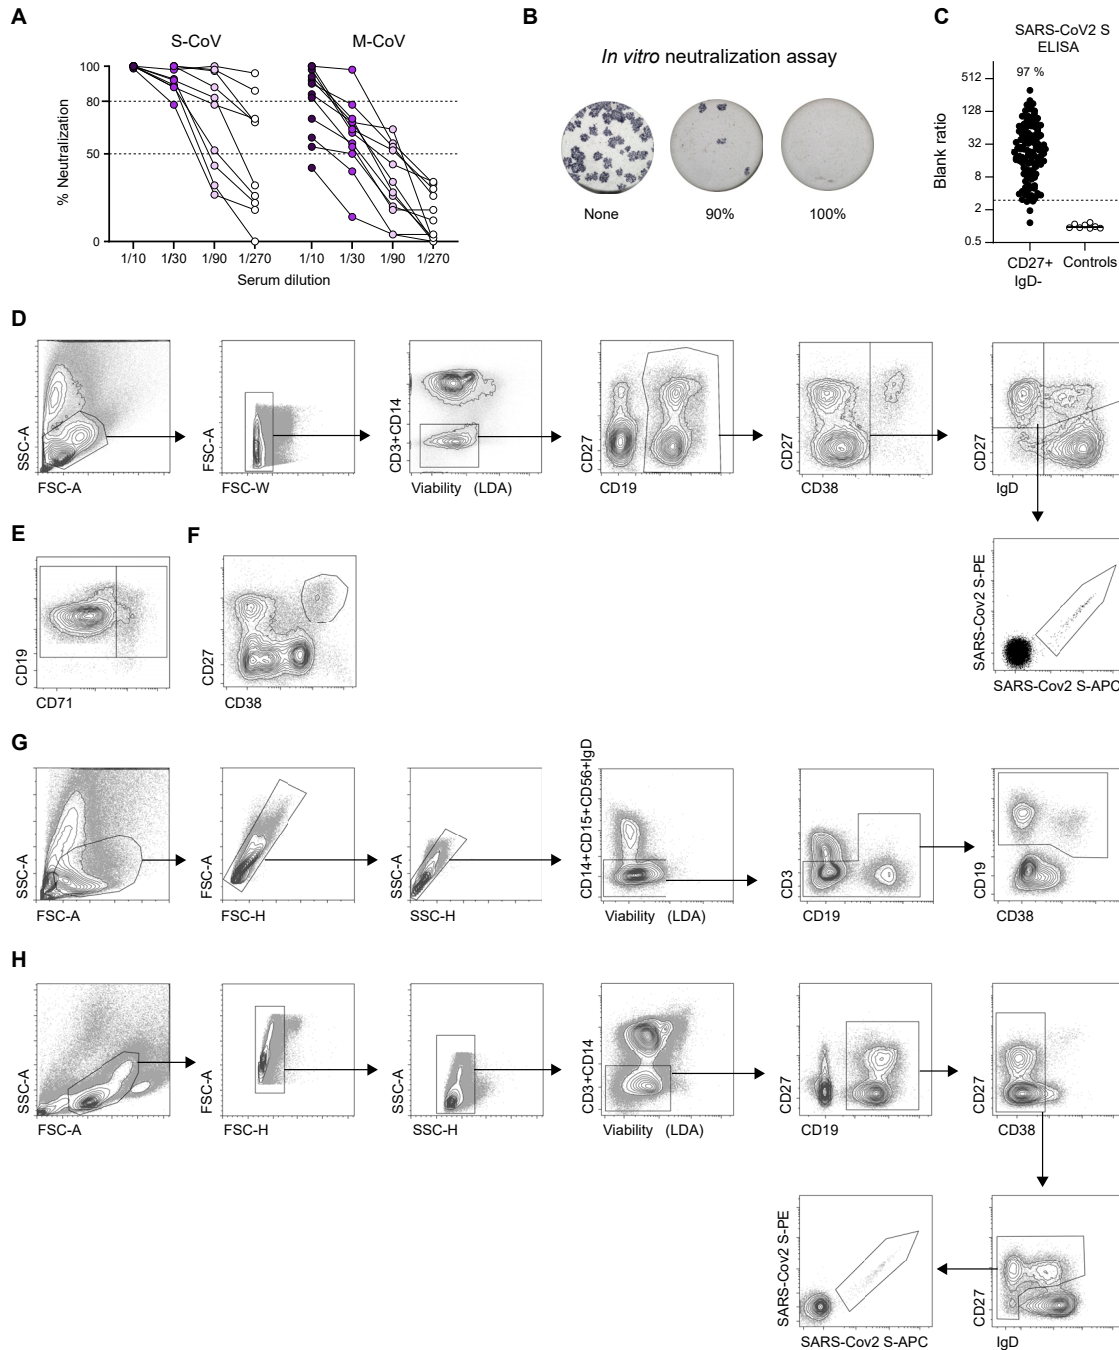 A
S-CoV
M-CoV
100
80
50
0
% Neutralization
1/10
1/30
1/90
1/270
1/10
1/30
1/90
1/270
Serum dilution
B
In vitro neutralization assay
None
90%
100%
C
SARS-CoV2 S
ELISA
97 %
512
128
32
8
2
0.5
Blank ratio
CD27+
IgD-
Controls
D
SSC-A
FSC-A
FSC-A
FSC-W
CD3+CD14
Viability (LDA)
CD27
CD19
CD27
CD38
CD27
IgD
SARS-Cov2 S-PE
SARS-Cov2 S-APC
E
CD19
CD71
F
CD27
CD38
G
SSC-A
FSC-A
FSC-A
FSC-H
SSC-A
SSC-H
CD14+CD15+CD56+IgD
Viability (LDA)
CD3
CD19
CD19
CD38
H
SSC-A
FSC-A
FSC-A
FSC-H
SSC-A
SSC-H
CD3+CD14
Viability (LDA)
CD27
CD19
CD27
CD38
SARS-Cov2 S-PE
SARS-Cov2 S-APC
CD27
IgD